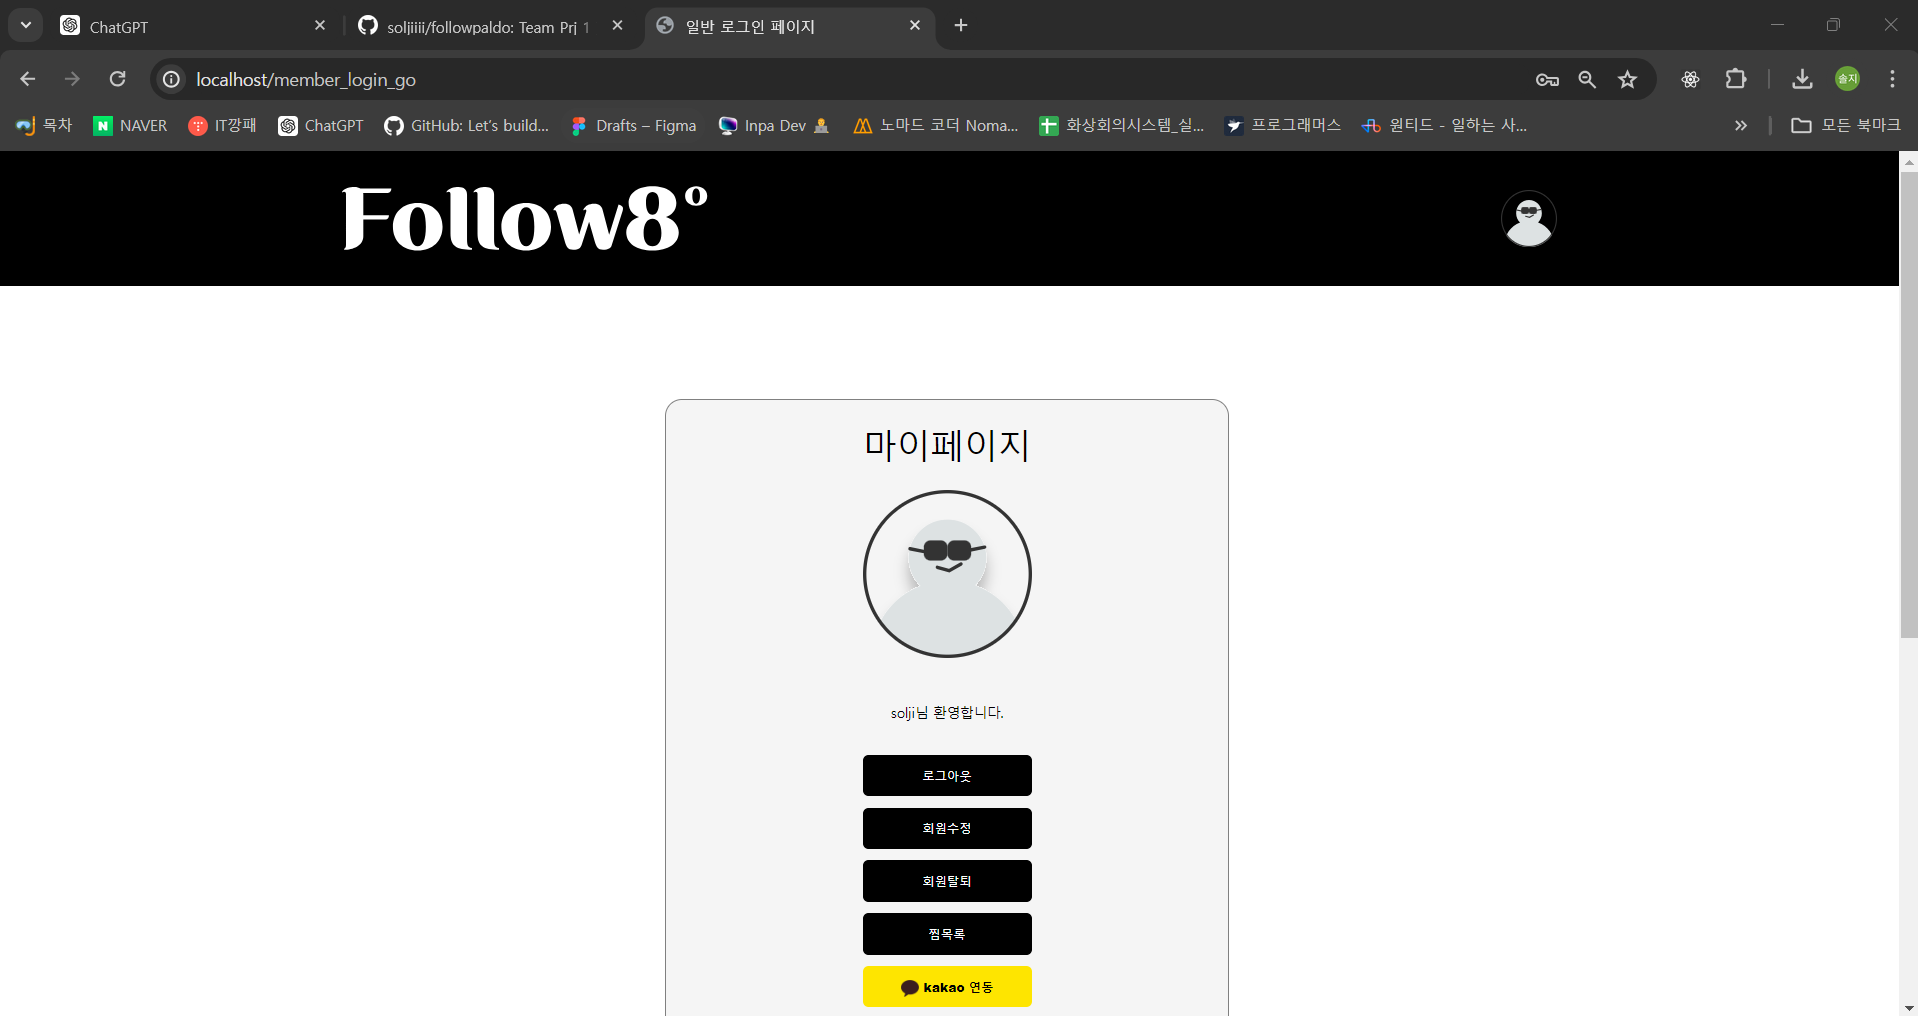 ChatGPT
soljiiii/followpaldo: Team Prj 1
일반 로그인 페이지
localhost/member_login_go
솔지
목차
NAVER
IT깡패
ChatGPT
GitHub: Let's build...
Drafts – Figma
Inpa Dev
노마드 코더 Noma...
화상회의시스템_실...
프로그래머스
원티드 - 일하는 사...
모든 북마크
Follow8°
마이페이지
solji님 환영합니다.
로그아웃
회원수정
회원탈퇴
찜목록
kakao 연동